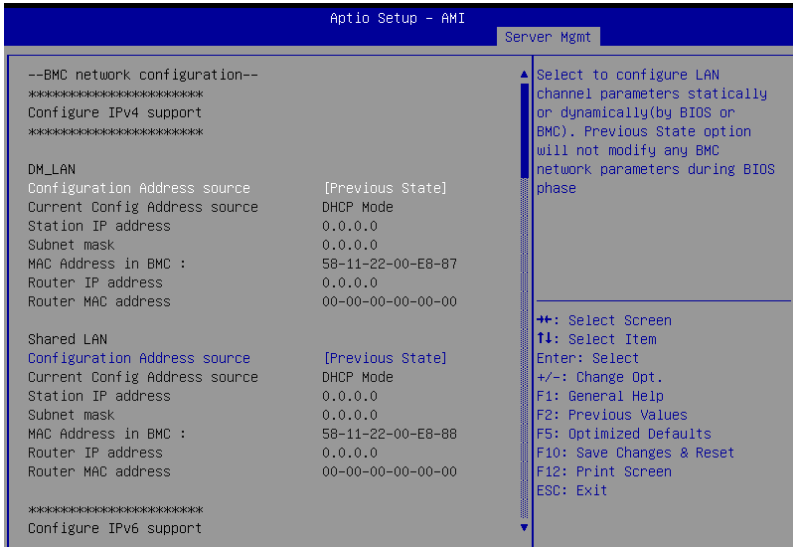 Aptio Setup – AMI
Server Mgmt
--BMC network configuration--
************************
Configure IPv4 support
************************
DM_LAN
Configuration Address source [Previous State]
Current Config Address source DHCP Mode
Station IP address 0.0.0.0
Subnet mask 0.0.0.0
MAC Address in BMC : 58-11-22-00-E8-87
Router IP address 0.0.0.0
Router MAC address 00-00-00-00-00-00
Shared LAN
Configuration Address source [Previous State]
Current Config Address source DHCP Mode
Station IP address 0.0.0.0
Subnet mask 0.0.0.0
MAC Address in BMC : 58-11-22-00-E8-88
Router IP address 0.0.0.0
Router MAC address 00-00-00-00-00-00
************************
Configure IPv6 support
Select to configure LAN
channel parameters statically
or dynamically(by BIOS or
BMC). Previous State option
will not modify any BMC
network parameters during BIOS
phase
→←: Select Screen
↑↓: Select Item
Enter: Select
+/-: Change Opt.
F1: General Help
F2: Previous Values
F5: Optimized Defaults
F10: Save Changes & Reset
F12: Print Screen
ESC: Exit